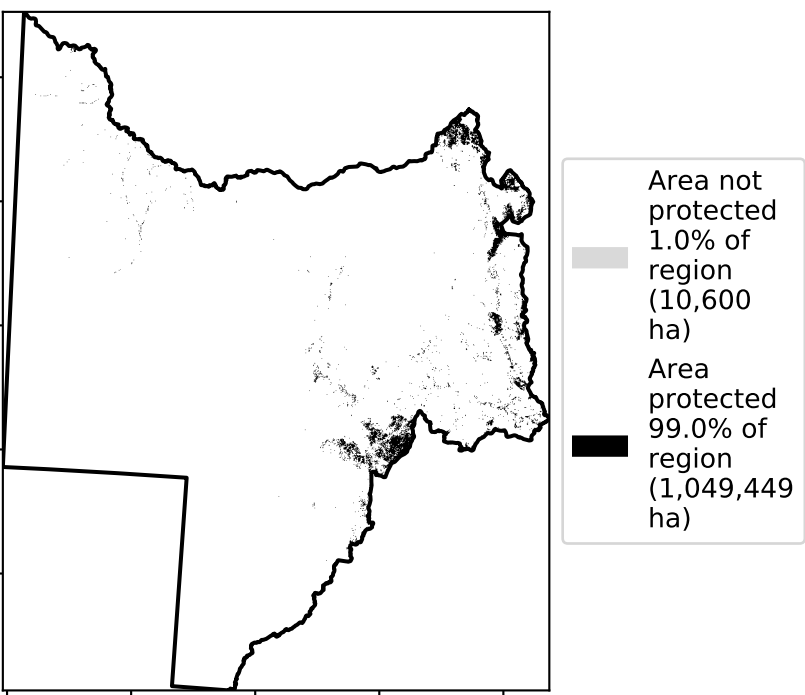 Area not
protected
1.0% of
region
(10,600
ha)
Area
protected
99.0% of
region
(1,049,449
ha)